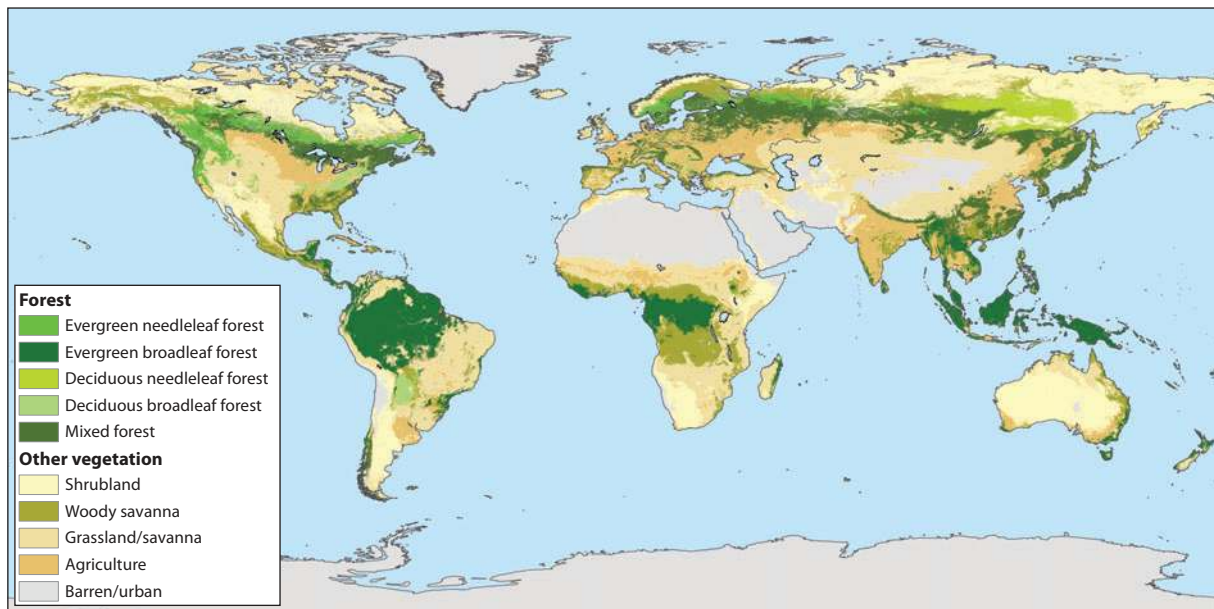 Forest
Evergreen needleleaf forest
Evergreen broadleaf forest
Deciduous needleleaf forest
Deciduous broadleaf forest
Mixed forest
Other vegetation
Shrubland
Woody savanna
Grassland/savanna
Agriculture
Barren/urban